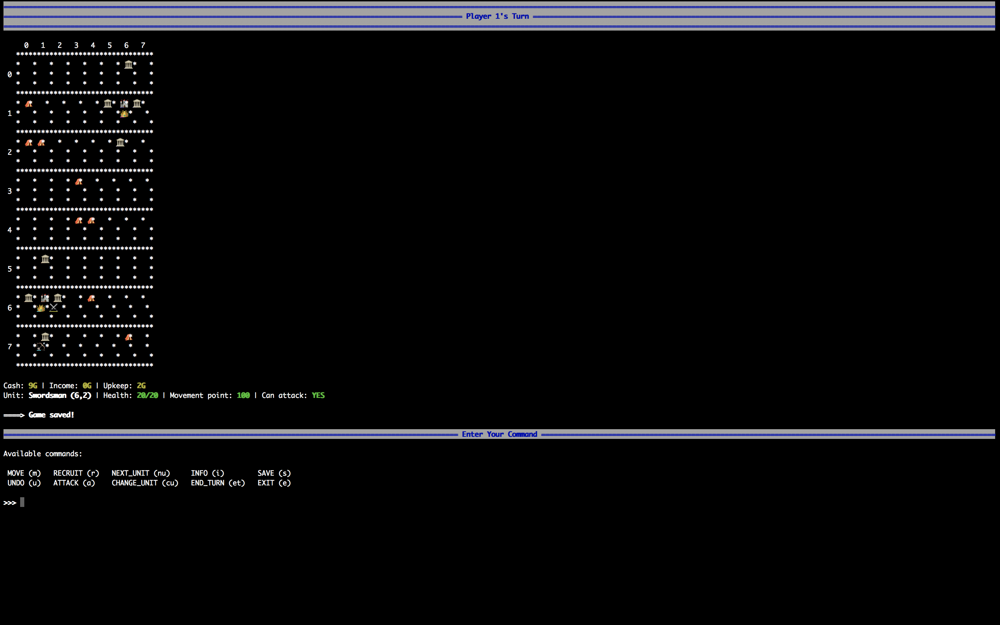 Player 1's Turn
0 1 2 3 4 5 6 7
*********************************
* * * * * * * 🏛* *
0 * * * * * * * * *
* * * * * * * * *
*********************************
* ⛺* * * * * 🏛* 🏰* 🏛*
1 * * * * * * *👑* *
* * * * * * * * *
*********************************
* ⛺* ⛺* * * * * 🏛* *
2 * * * * * * * * *
* * * * * * * * *
*********************************
* * * * ⛺* * * * *
3 * * * * * * * * *
* * * * * * * * *
*********************************
* * * * ⛺* ⛺* * * *
4 * * * * * * * * *
* * * * * * * * *
*********************************
* * 🏛* * * * * * *
5 * * * * * * * * *
* * * * * * * * *
*********************************
* 🏛* 🏰* 🏛* * ⛺* * * *
6 * *👑*⚔ * * * * * *
* * * * * * * * *
*********************************
* * 🏛* * * * * ⛺* *
7 * *🏹* * * * * * *
* * * * * * * * *
*********************************
Cash: 9G | Income: 0G | Upkeep: 2G
Unit: Swordsman (6,2) | Health: 20/20 | Movement point: 100 | Can attack: YES
====> Game saved!
Enter Your Command
Available commands:
MOVE (m) RECRUIT (r) NEXT_UNIT (nu) INFO (i) SAVE (s)
UNDO (u) ATTACK (a) CHANGE_UNIT (cu) END_TURN (et) EXIT (e)
>>>